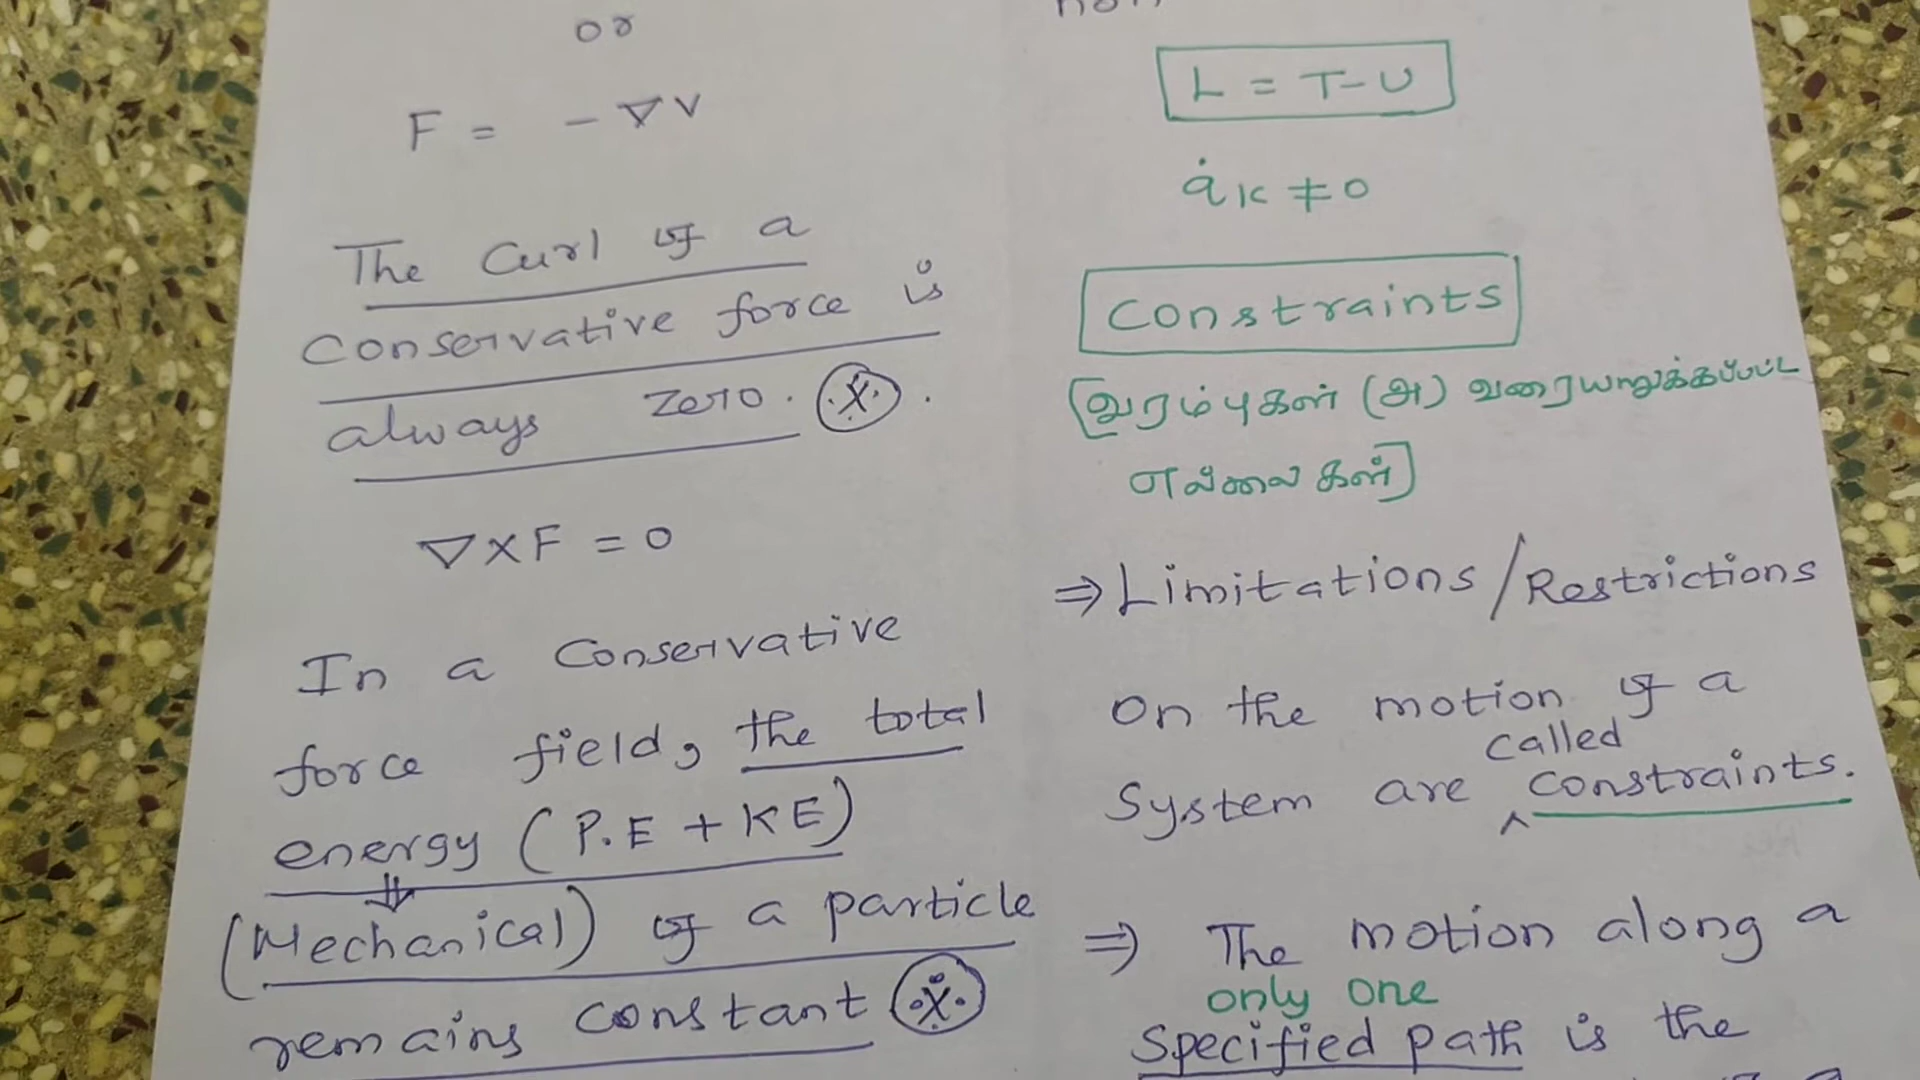 or
F = - ∇V
The Curl of a
Conservative force is
always zero.
∇XF = 0
In a Conservative
force field, the total
energy (P.E + KE)
⇓
(Mechanical) of a particle
remains constant
L = T-U
q̇k ≠ 0
Constraints
[வரம்புகள் (அ) வரையறுக்கப்பட்ட
எல்லைகள்]
⇒ Limitations / Restrictions
On the motion of a
called
System are ^ constraints.
⇒ The motion along a
only one
Specified path is the